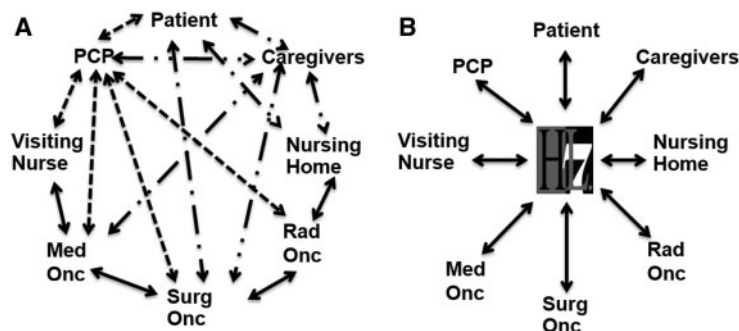 A
Patient
PCP
Caregivers
Visiting
Nurse
Nursing
Home
Med
Onc
Rad
Onc
Surg
Onc
B
Patient
PCP
Caregivers
Visiting
Nurse
HL7
Nursing
Home
Med
Onc
Rad
Onc
Surg
Onc